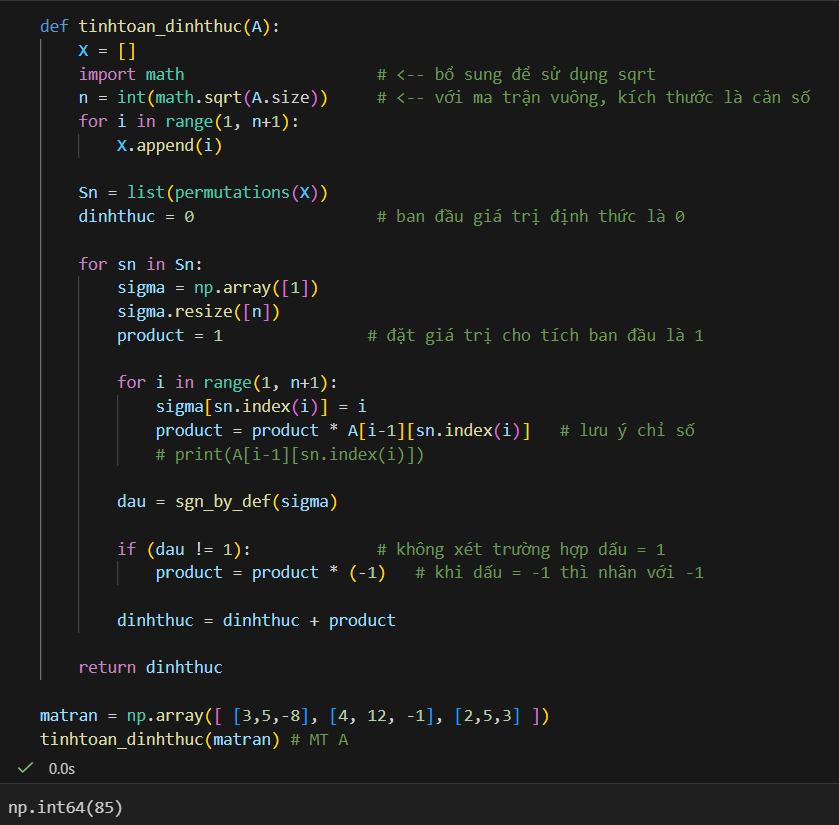 def tinhtoan_dinhthuc(A):
    X = []
    import math                 # <-- bổ sung để sử dụng sqrt
    n = int(math.sqrt(A.size))    # <-- với ma trận vuông, kích thước là căn số
    for i in range(1, n+1):
        X.append(i)

    Sn = list(permutations(X))
    dinhthuc = 0                # ban đầu giá trị định thức là 0

    for sn in Sn:
        sigma = np.array([1])
        sigma.resize([n])
        product = 1              # đặt giá trị cho tích ban đầu là 1

        for i in range(1, n+1):
            sigma[sn.index(i)] = i
            product = product * A[i-1][sn.index(i)]   # lưu ý chỉ số
            # print(A[i-1][sn.index(i)])

        dau = sgn_by_def(sigma)

        if (dau != 1):            # không xét trường hợp dấu = 1
            product = product * (-1)   # khi dấu = -1 thì nhân với -1

        dinhthuc = dinhthuc + product

    return dinhthuc

matran = np.array([ [3,5,-8], [4, 12, -1], [2,5,3] ])
tinhtoan_dinhthuc(matran) # MT A
0.0s
np.int64(85)